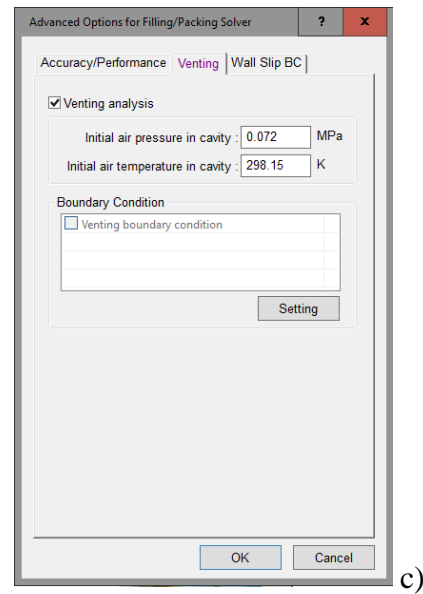 Advanced Options for Filling/Packing Solver ? x
Accuracy/Performance Venting Wall Slip BC
Venting analysis
Initial air pressure in cavity : 0.072 MPa
Initial air temperature in cavity : 298.15 K
Boundary Condition
Venting boundary condition
Setting
OK Cancel
c)